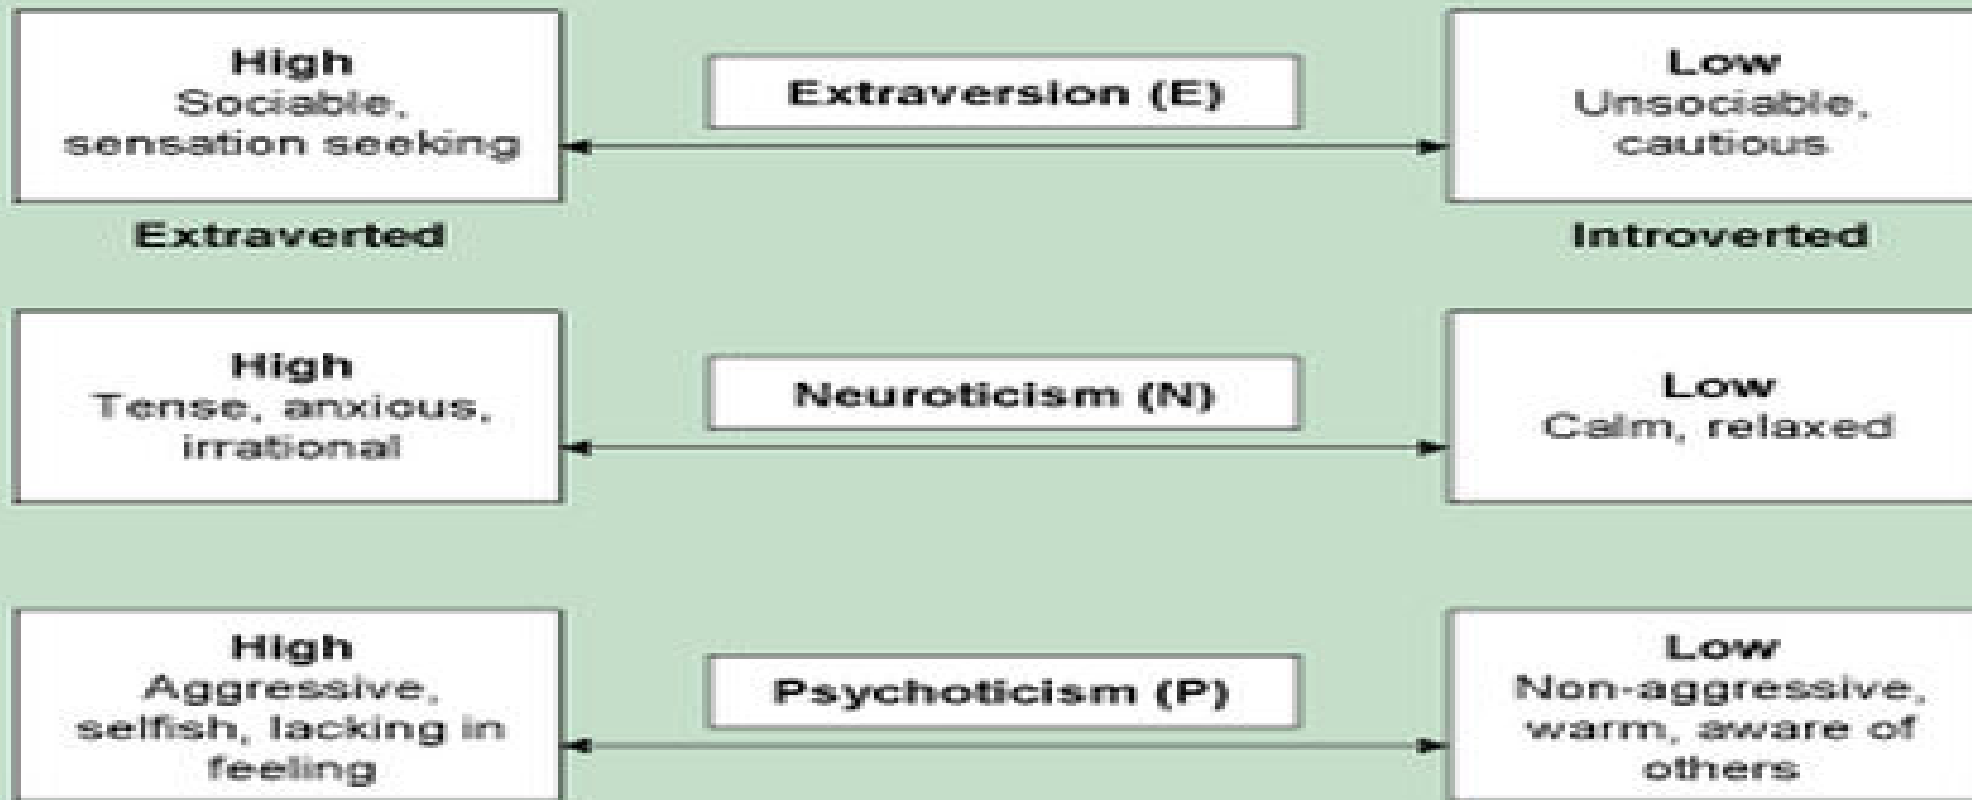 High
Sociable,
sensation seeking
Extraversion (E)
Low
Unsociable,
cautious
Extraverted
Introverted
High
Tense, anxious,
irrational
Neuroticism (N)
Low
Calm, relaxed
High
Aggressive,
selfish, lacking in
feeling
Psychoticism (P)
Low
Non-aggressive,
warm, aware of
others